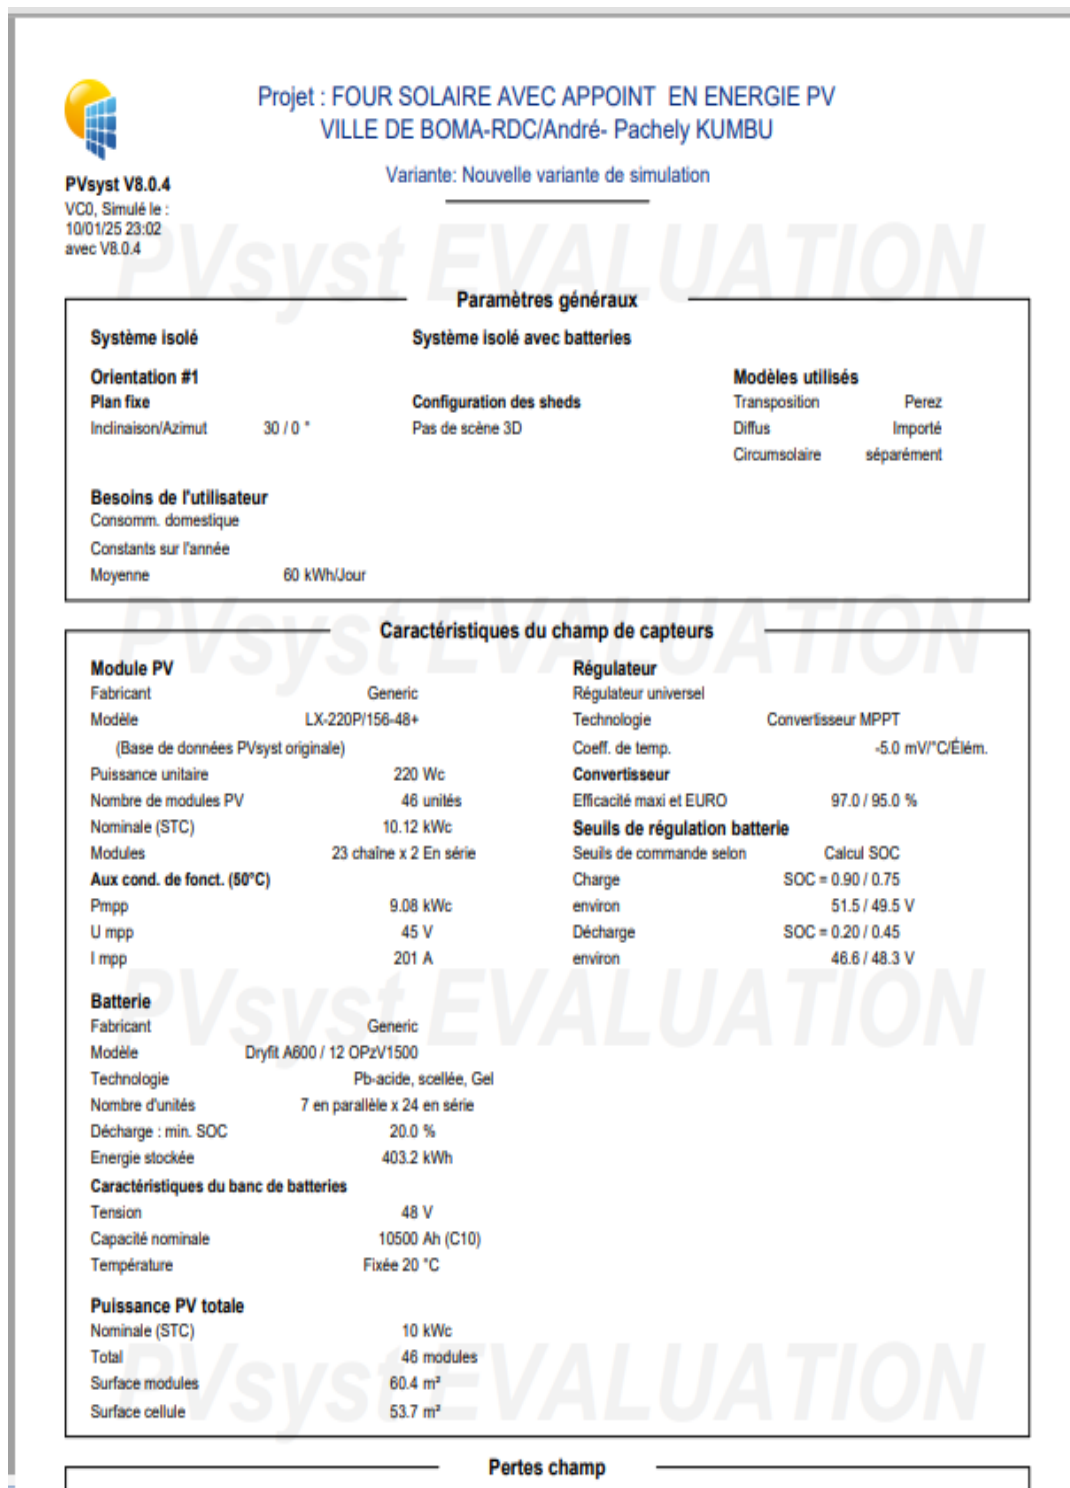 Projet : FOUR SOLAIRE AVEC APPOINT EN ENERGIE PV
VILLE DE BOMA-RDC/André- Pachely KUMBU
Variante: Nouvelle variante de simulation
PVsyst V8.0.4
VC0, Simulé le :
10/01/25 23:02
avec V8.0.4
PVsyst EVALUATION
Paramètres généraux
Système isolé Système isolé avec batteries
Orientation #1 Modèles utilisés
Plan fixe Configuration des sheds Transposition Perez
Inclinaison/Azimut 30 / 0 ° Pas de scène 3D Diffus Importé
Circumsolaire séparément
Besoins de l'utilisateur
Consomm. domestique
Constants sur l'année
Moyenne 60 kWh/Jour
PVsyst EVALUATION
Caractéristiques du champ de capteurs
Module PV Régulateur
Fabricant Generic Régulateur universel
Modèle LX-220P/156-48+ Technologie Convertisseur MPPT
(Base de données PVsyst originale) Coeff. de temp. -5.0 mV/°C/Élém.
Puissance unitaire 220 Wc Convertisseur
Nombre de modules PV 46 unités Efficacité maxi et EURO 97.0 / 95.0 %
Nominale (STC) 10.12 kWc Seuils de régulation batterie
Modules 23 chaîne x 2 En série Seuils de commande selon Calcul SOC
Aux cond. de fonct. (50°C) Charge SOC = 0.90 / 0.75
Pmpp 9.08 kWc environ 51.5 / 49.5 V
U mpp 45 V Décharge SOC = 0.20 / 0.45
I mpp 201 A environ 46.6 / 48.3 V
PVsyst EVALUATION
Batterie
Fabricant Generic
Modèle Dryfit A600 / 12 OPzV1500
Technologie Pb-acide, scellée, Gel
Nombre d'unités 7 en parallèle x 24 en série
Décharge : min. SOC 20.0 %
Energie stockée 403.2 kWh
Caractéristiques du banc de batteries
Tension 48 V
Capacité nominale 10500 Ah (C10)
Température Fixée 20 °C
Puissance PV totale
Nominale (STC) 10 kWc
Total 46 modules
Surface modules 60.4 m²
Surface cellule 53.7 m²
PVsyst EVALUATION
Pertes champ